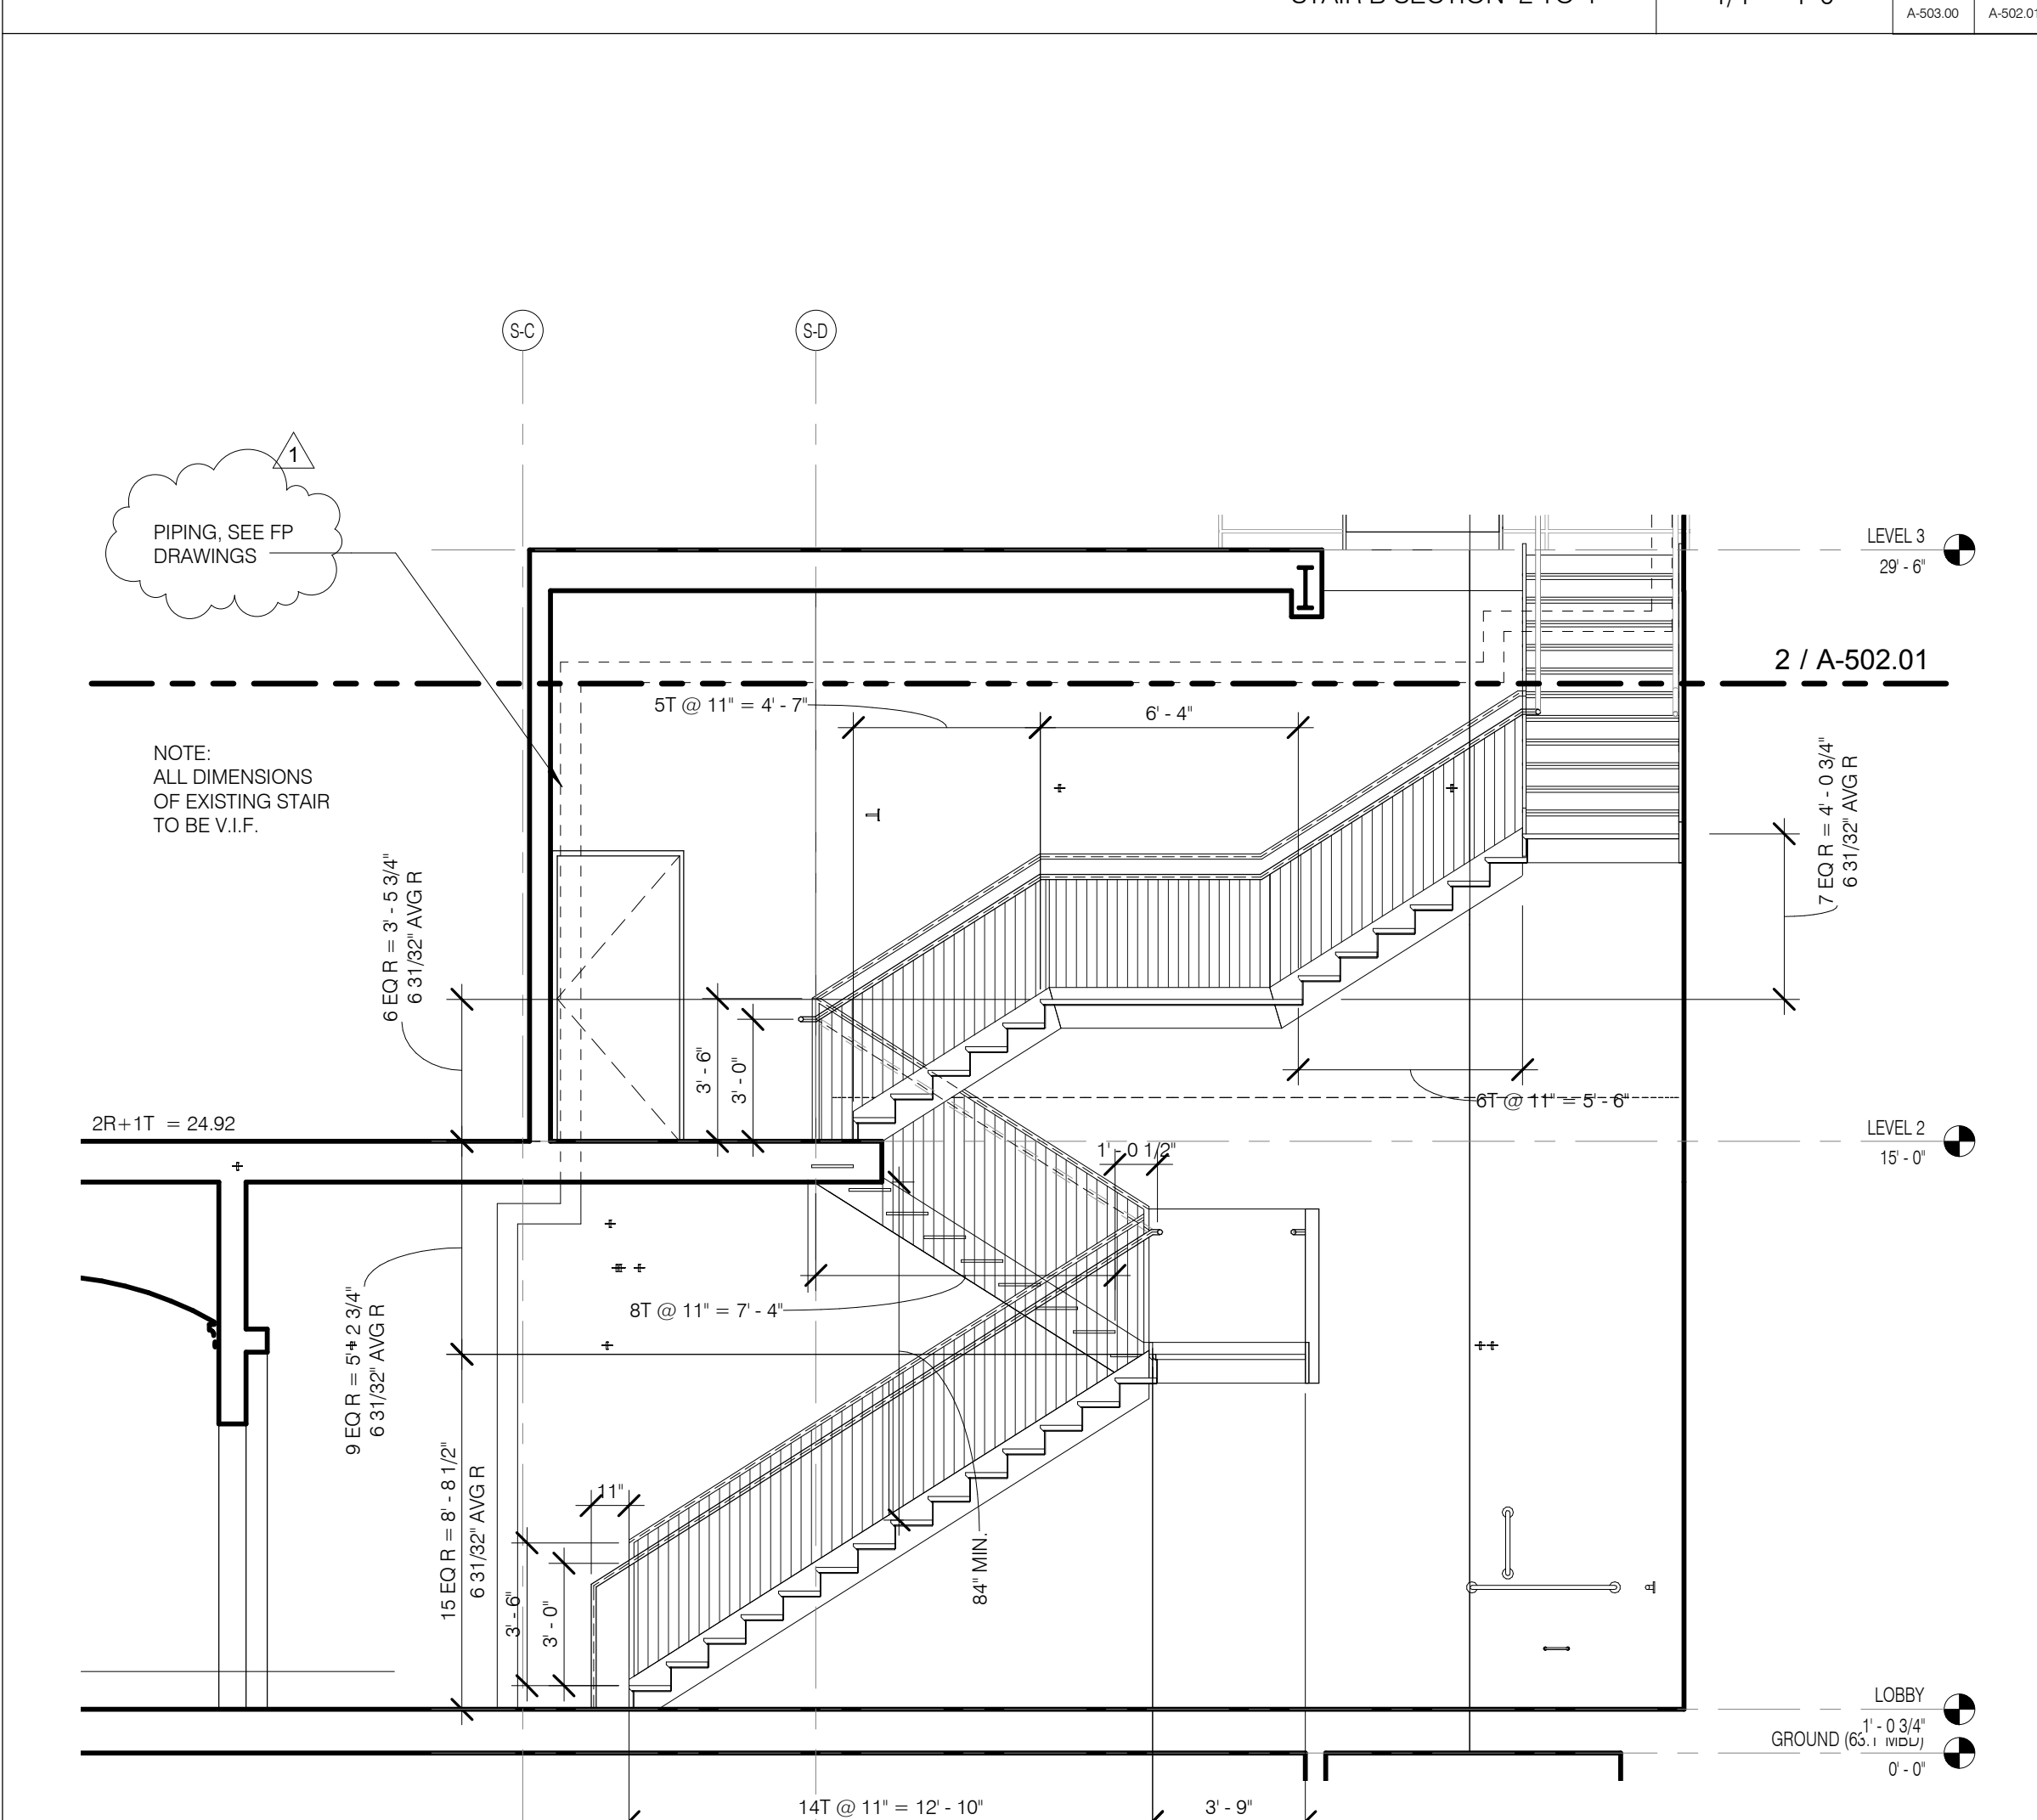 A-503.00
A-502.01
S-C
S-D
1
PIPING, SEE FP
DRAWINGS
LEVEL 3
29' - 6"
2 / A-502.01
5T @ 11" = 4' - 7"
6' - 4"
NOTE:
ALL DIMENSIONS
OF EXISTING STAIR
TO BE V.I.F.
7 EQ R = 4' - 0 3/4"
6 31/32" AVG R
6 EQ R = 3' - 5 3/4"
6 31/32" AVG R
3' - 6"
3' - 0"
6T @ 11" = 5' - 6"
2R+1T = 24.92
LEVEL 2
15' - 0"
1' - 0 1/2"
8T @ 11" = 7' - 4"
9 EQ R = 5' - 2 3/4"
6 31/32" AVG R
15 EQ R = 8' - 8 1/2"
6 31/32" AVG R
11"
84" MIN.
3' - 6"
3' - 0"
LOBBY
1' - 0 3/4"
GROUND (63.1 MBD)
0' - 0"
14T @ 11" = 12' - 10"
3' - 9"